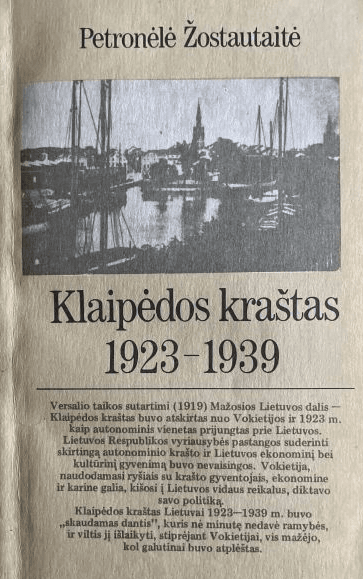 Petronėlė Žostautaitė
Klaipėdos kraštas
1923–1939
Versalio taikos sutartimi (1919) Mažosios Lietuvos dalis —
Klaipėdos kraštas buvo atskirtas nuo Vokietijos ir 1923 m.
kaip autonominis vienetas prijungtas prie Lietuvos.
Lietuvos Respublikos vyriausybės pastangos suderinti
skirtingą autonominio krašto ir Lietuvos ekonominį bei
kultūrinį gyvenimą buvo nevaisingos. Vokietija,
naudodamasi ryšiais su krašto gyventojais, ekonomine
ir karine galia, kišosi į Lietuvos vidaus reikalus, diktavo
savo politiką.
Klaipėdos kraštas Lietuvai 1923—1939 m. buvo
„skaudamas dantis”, kuris nė minutę nedavė ramybės,
ir viltis jį išlaikyti, stiprėjant Vokietijai, vis mažėjo,
kol galutinai buvo atplėštas.